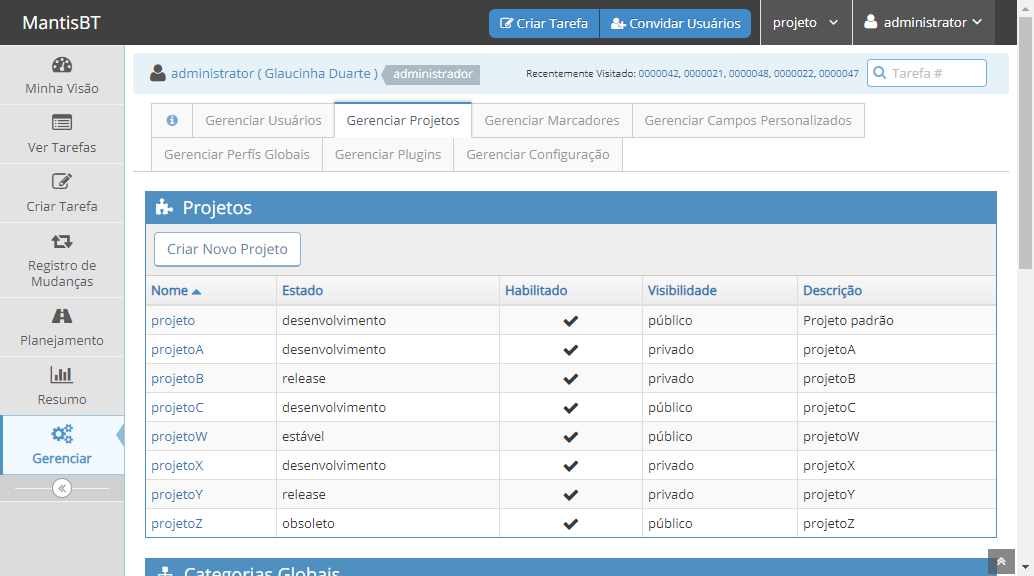 MantisBT
Criar Tarefa
Convidar Usuários
projeto
administrator
Minha Visão
Ver Tarefas
Criar Tarefa
Registro de
Mudanças
Planejamento
Resumo
Gerenciar
administrator ( Glaucinha Duarte ) administrador
Recentemente Visitado: 0000042, 0000021, 0000048, 0000022, 0000047
Tarefa #
Gerenciar Usuários Gerenciar Projetos Gerenciar Marcadores Gerenciar Campos Personalizados
Gerenciar Perfís Globais Gerenciar Plugins Gerenciar Configuração
Projetos
Criar Novo Projeto
Nome Estado Habilitado Visibilidade Descrição
projeto desenvolvimento público Projeto padrão
projetoA desenvolvimento privado projetoA
projetoB release privado projetoB
projetoC desenvolvimento público projetoC
projetoW estável público projetoW
projetoX desenvolvimento privado projetoX
projetoY release privado projetoY
projetoZ obsoleto público projetoZ
Categorias Globais